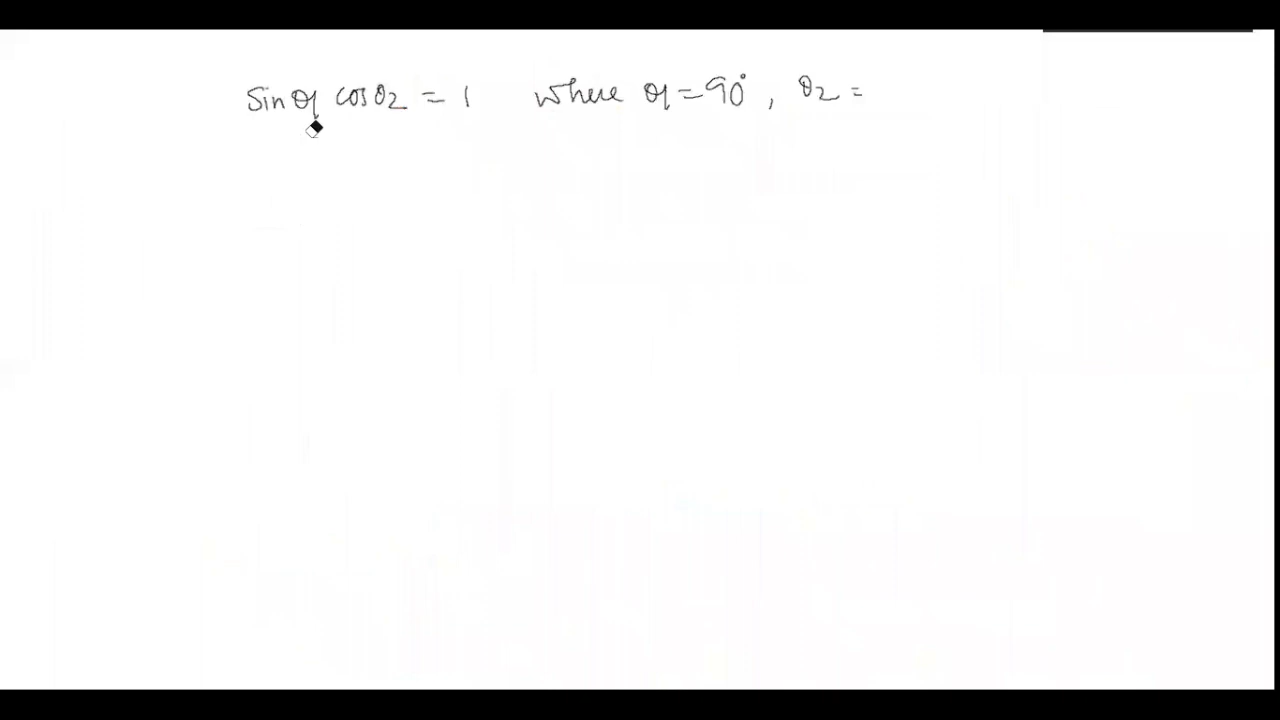 Sin θ1 cos θ2 = 1 where θ1 = 90°, θ2 =